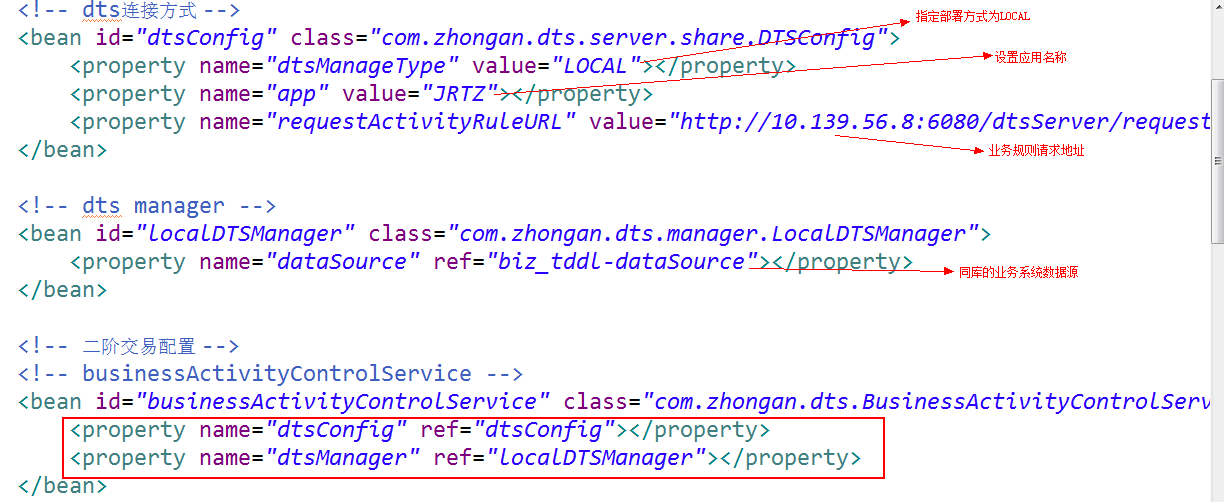 <!-- dts连接方式 -->
指定部署方式为LOCAL
<bean id="dtsConfig" class="com.zhongan.dts.server.share.DTSConfig">
<property name="dtsManageType" value="LOCAL"></property>
设置应用名称
<property name="app" value="JRTZ"></property>
<property name="requestActivityRuleURL" value="http://10.139.56.8:6080/dtsServer/request
</bean>
业务规则请求地址
<!-- dts manager -->
<bean id="localDTSManager" class="com.zhongan.dts.manager.LocalDTSManager">
<property name="dataSource" ref="biz_tddl-dataSource"></property>
同库的业务系统数据源
</bean>
<!-- 二阶交易配置 -->
<!-- businessActivityControlService -->
<bean id="businessActivityControlService" class="com.zhongan.dts.BusinessActivityControlServ
<property name="dtsConfig" ref="dtsConfig"></property>
<property name="dtsManager" ref="localDTSManager"></property>
</bean>